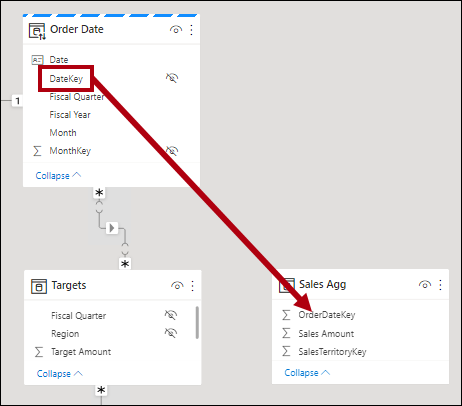 Order Date
Date
DateKey
Fiscal Quarter
Fiscal Year
Month
MonthKey
Collapse
1
*
*
Targets
Fiscal Quarter
Region
Target Amount
Collapse
*
Sales Agg
OrderDateKey
Sales Amount
SalesTerritoryKey
Collapse